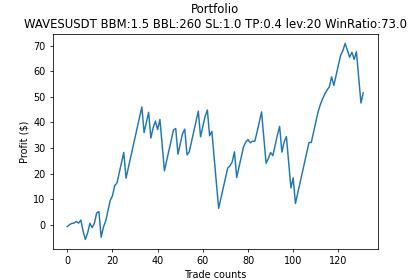 Portfolio
WAVESUSDT BBM:1.5 BBL:260 SL:1.0 TP:0.4 lev:20 WinRatio:73.0
Profit ($)
70
60
50
40
30
20
10
0
0 20 40 60 80 100 120
Trade counts